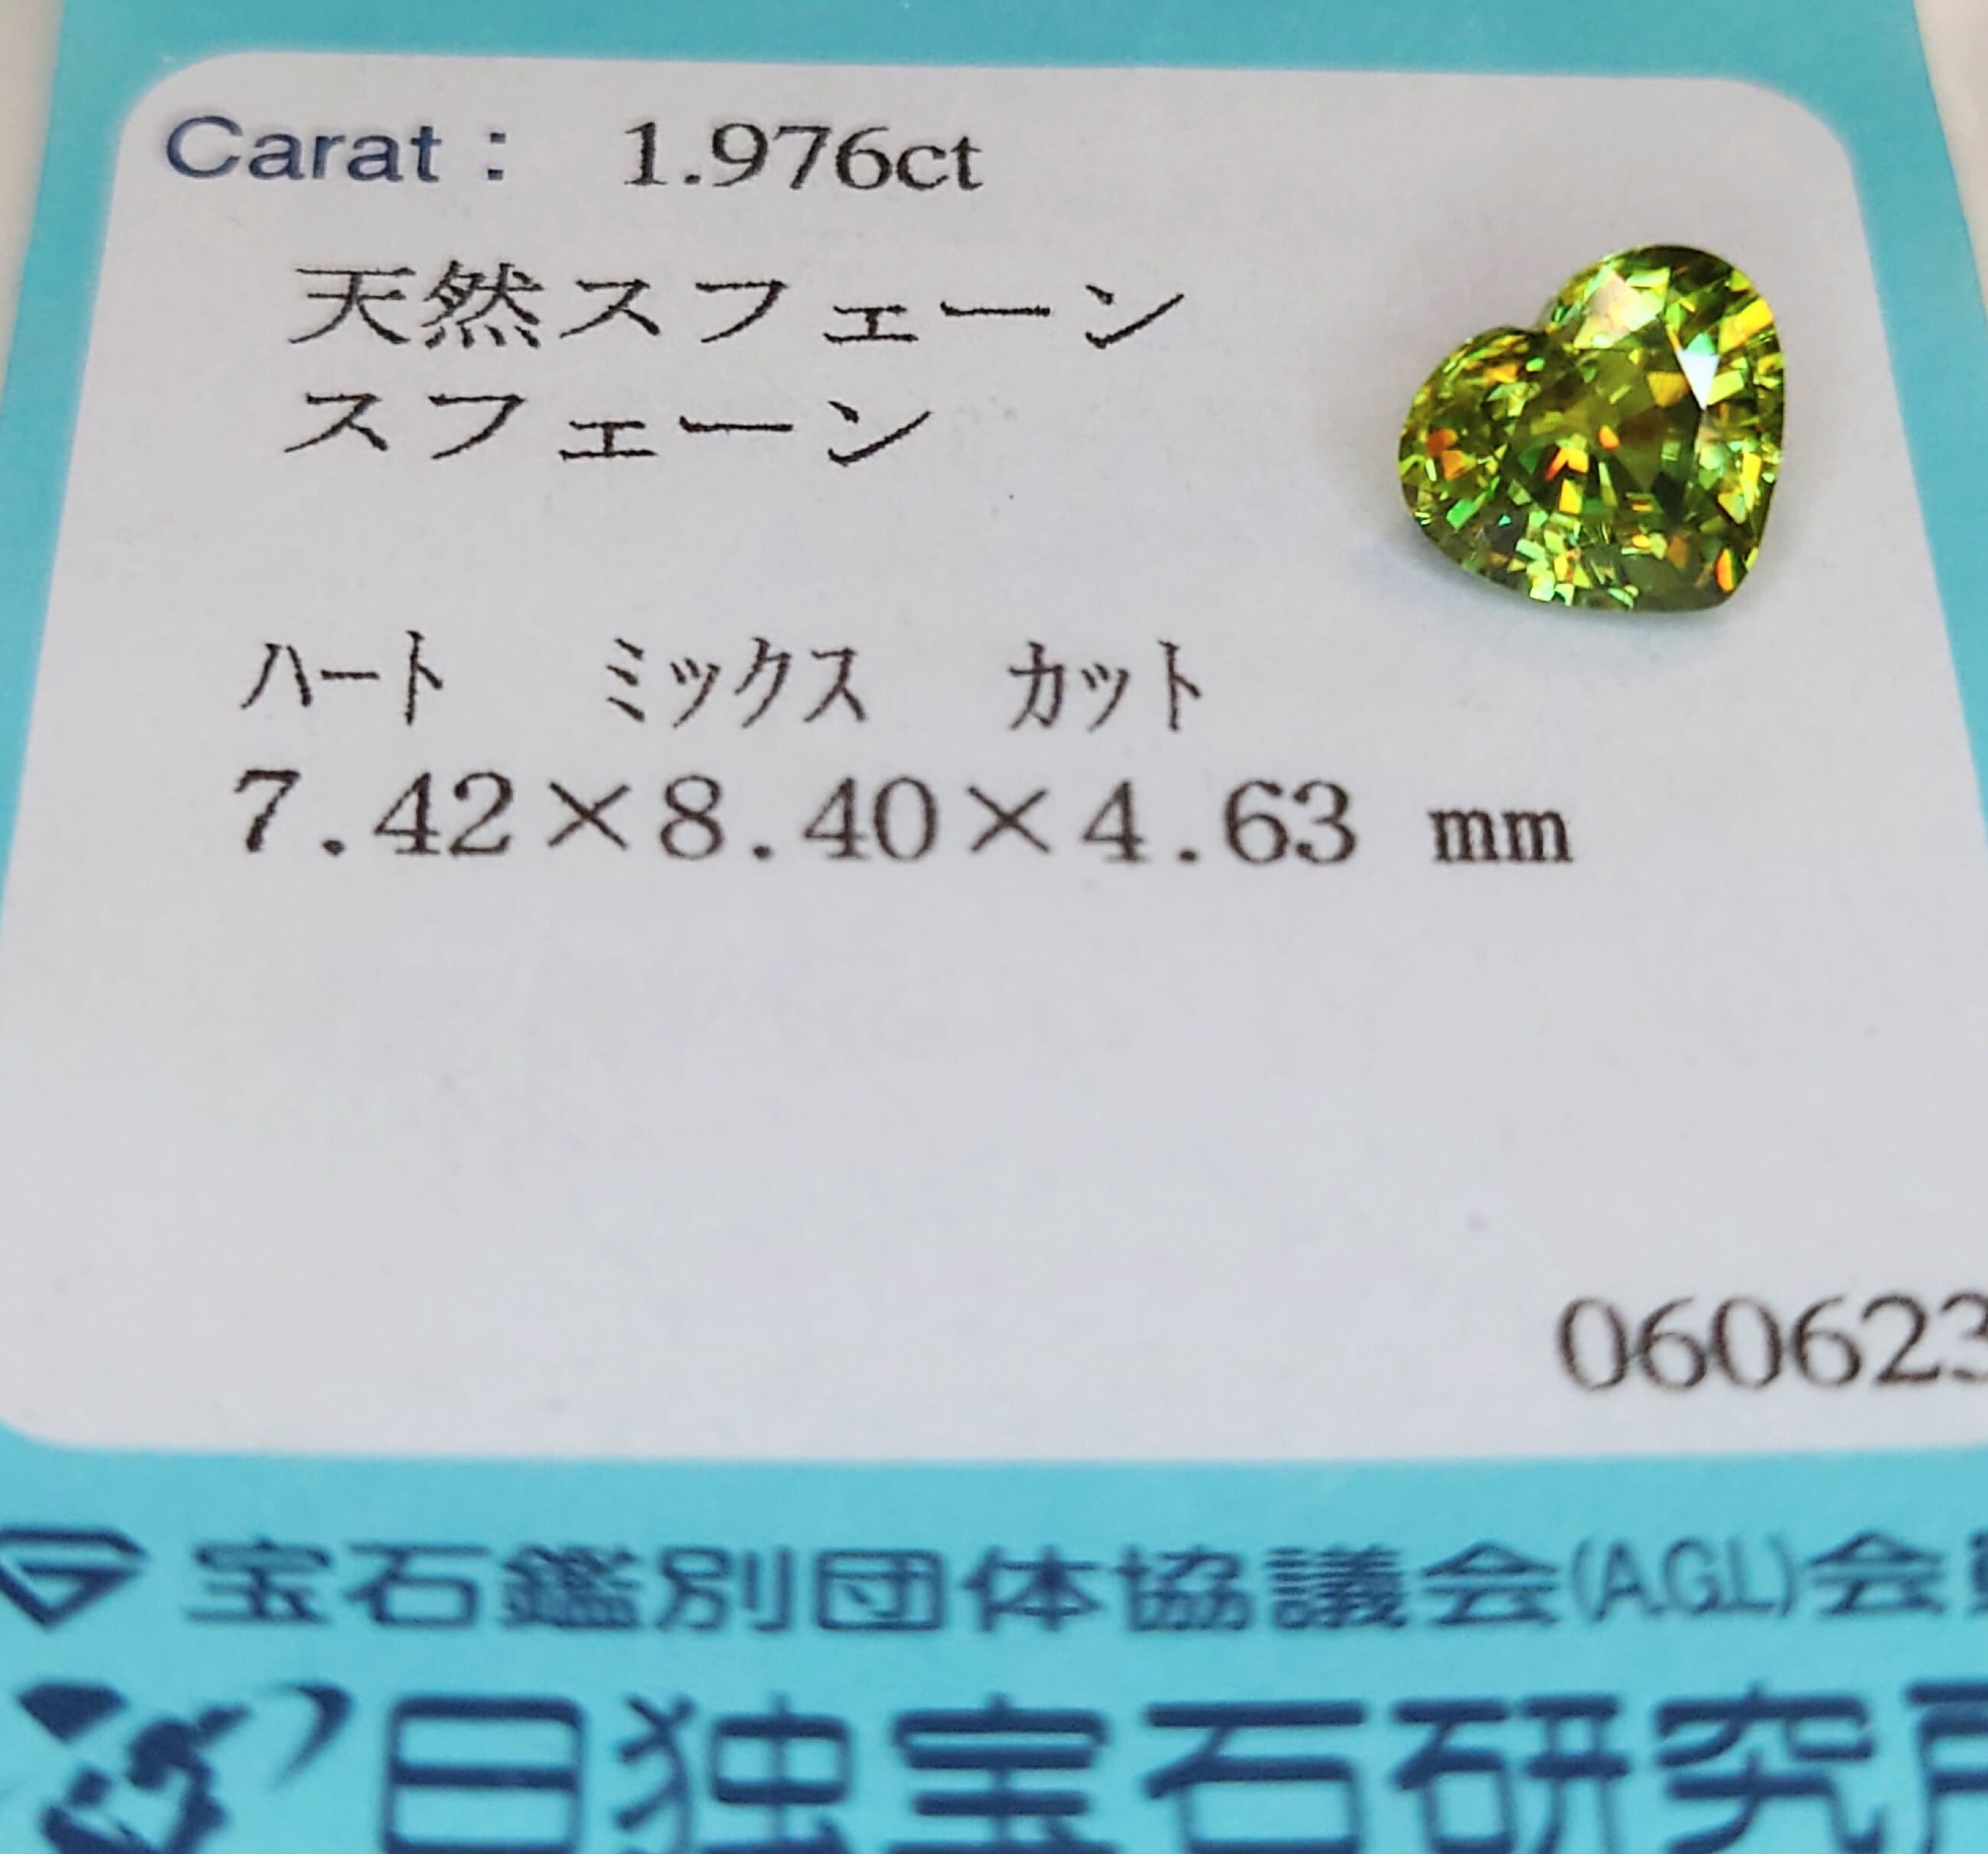 Carat : 1.976ct
天然スフェーン
スフェーン
ハート ミックス カット
7.42×8.40×4.63 mm
060623
宝石鑑別団体協議会(A.G.L)会
日独宝石研究